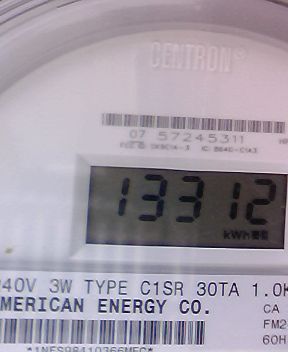 CENTRON®
07 57245311
13312
kWh
240V 3W TYPE C1SR 30TA 1.0K
AMERICAN ENERGY CO.
CA
FM2
60H